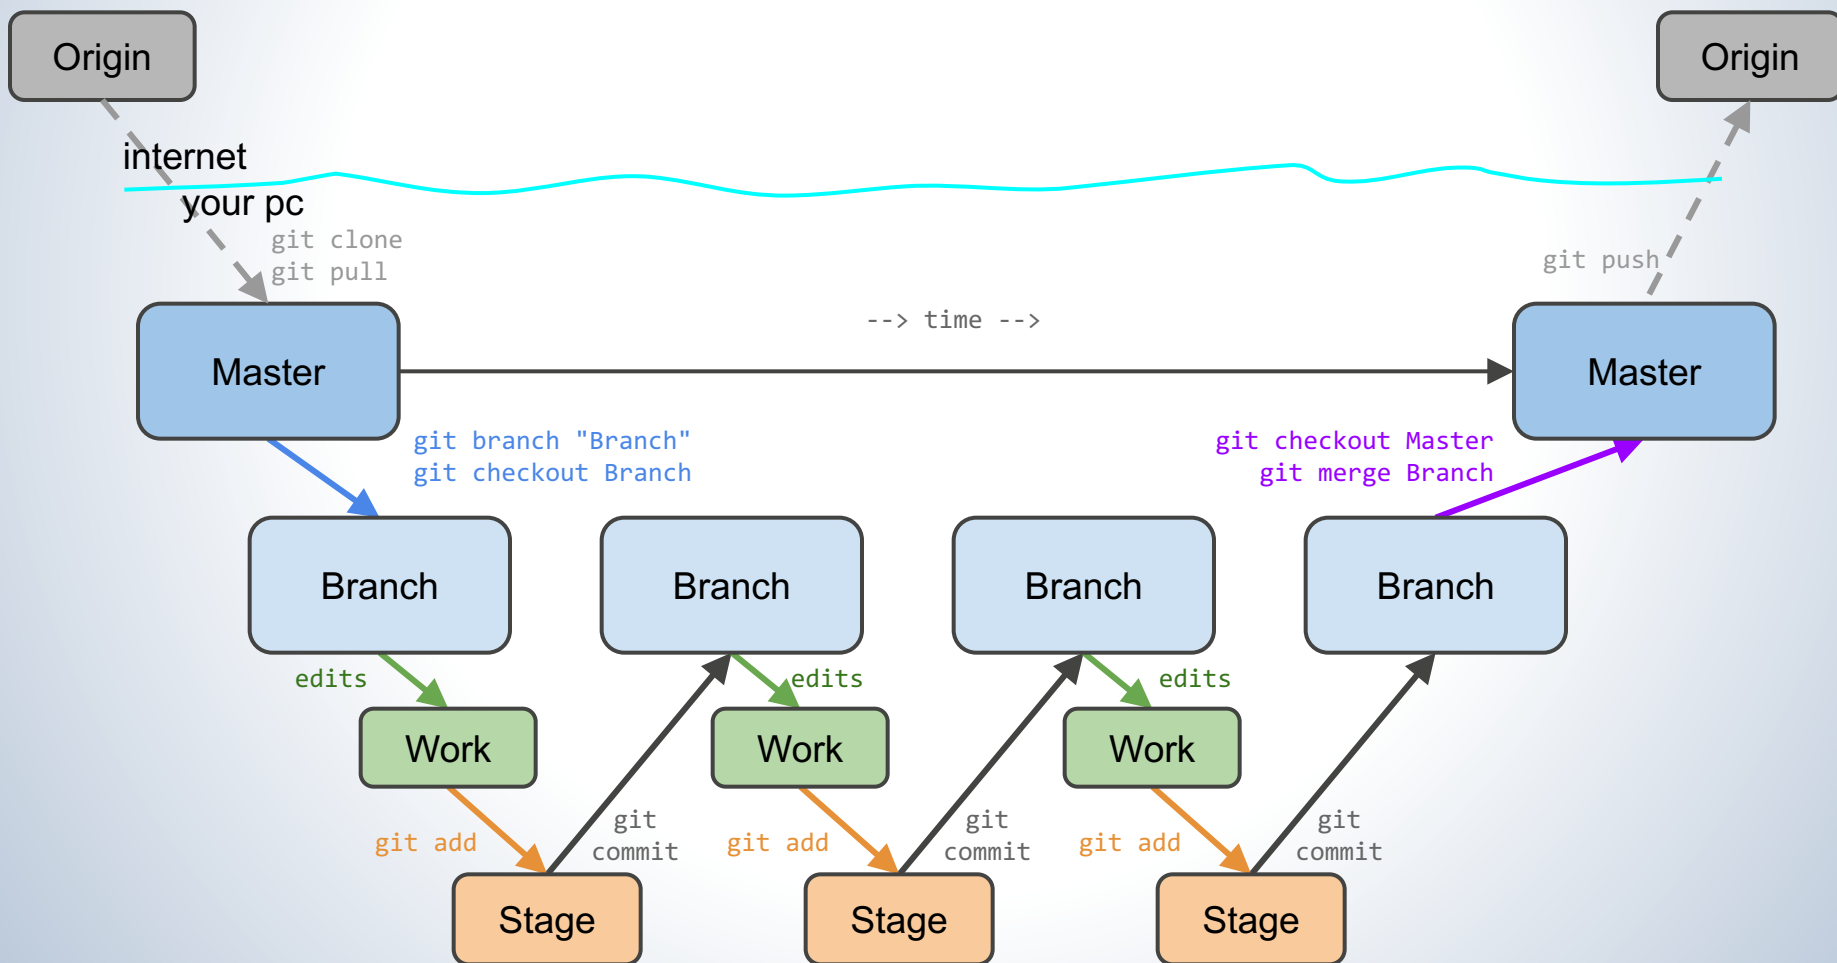 Origin
Origin
internet
your pc
git clone
git pull
git push
--> time -->
Master
Master
git branch "Branch"
git checkout Branch
git checkout Master
git merge Branch
Branch
Branch
Branch
Branch
edits
edits
edits
Work
Work
Work
git add
git
commit
git add
git
commit
git add
git
commit
Stage
Stage
Stage